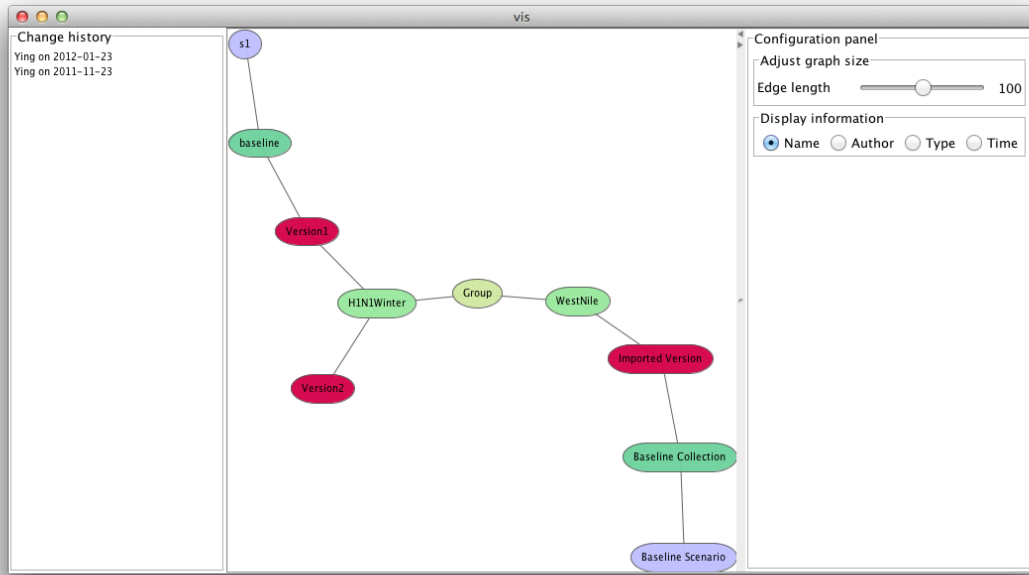 vis
Change history
Ying on 2012-01-23
Ying on 2011-11-23
s1
baseline
Version1
H1N1Winter
Group
WestNile
Version2
Imported Version
Baseline Collection
Baseline Scenario
Configuration panel
Adjust graph size
Edge length 100
Display information
Name Author Type Time